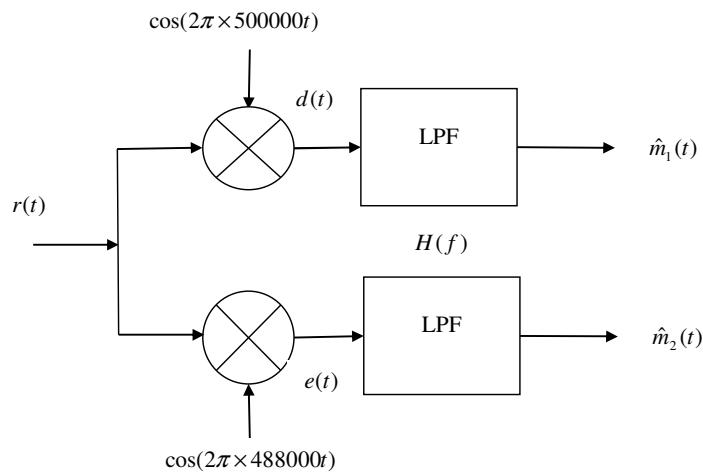 cos(2π×500000t)
d(t)
LPF
m̂₁(t)
r(t)
H(f)
LPF
m̂₂(t)
e(t)
cos(2π×488000t)